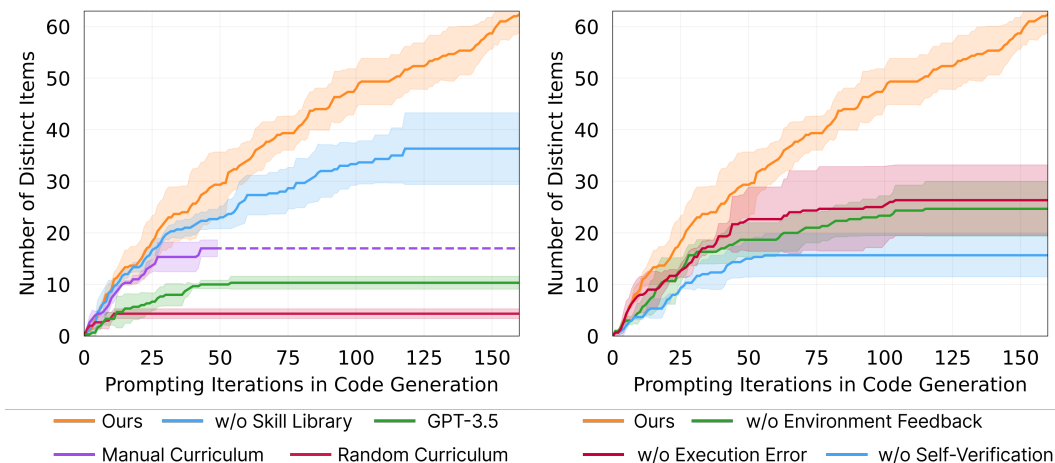 60
50
40
30
20
10
0
Number of Distinct Items
0 25 50 75 100 125 150
Prompting Iterations in Code Generation
60
50
40
30
20
10
0
Number of Distinct Items
0 25 50 75 100 125 150
Prompting Iterations in Code Generation
Ours w/o Skill Library GPT-3.5
Manual Curriculum Random Curriculum
Ours w/o Environment Feedback
w/o Execution Error w/o Self-Verification